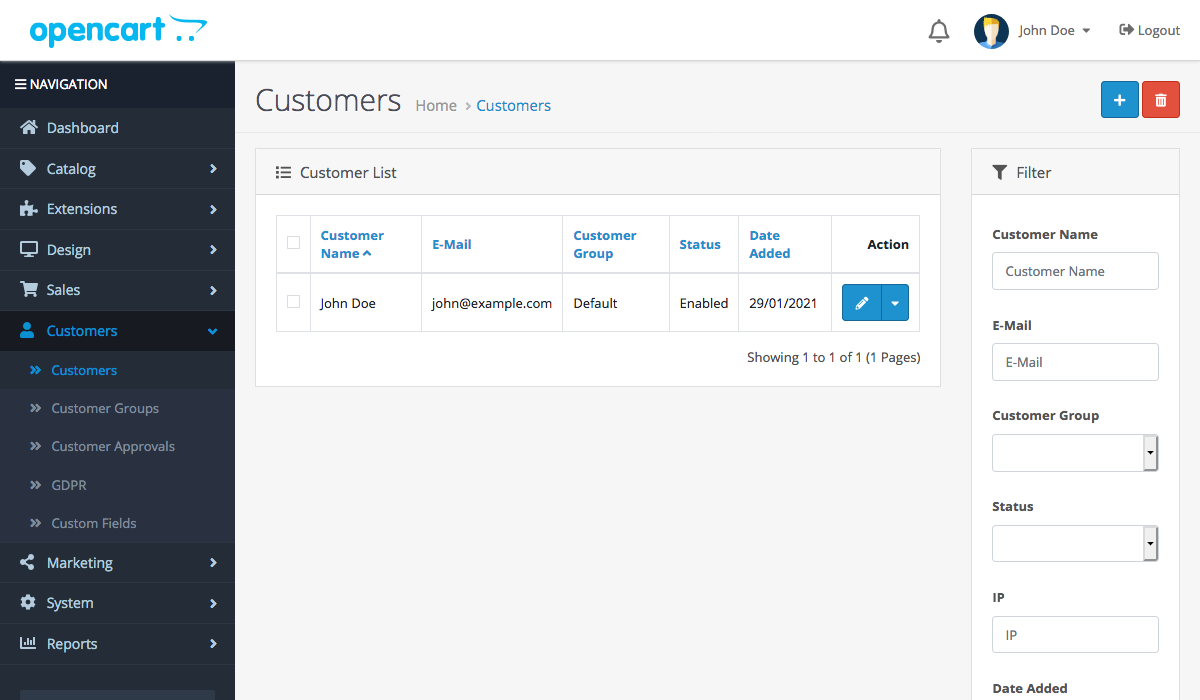 opencart
John Doe
Logout
NAVIGATION
Dashboard
Catalog
Extensions
Design
Sales
Customers
Customers
Customer Groups
Customer Approvals
GDPR
Custom Fields
Marketing
System
Reports
Customers
Home > Customers
Customer List
Customer Name
E-Mail
Customer Group
Status
Date Added
Action
John Doe
john@example.com
Default
Enabled
29/01/2021
Showing 1 to 1 of 1 (1 Pages)
Filter
Customer Name
Customer Name
E-Mail
E-Mail
Customer Group
Status
IP
IP
Date Added